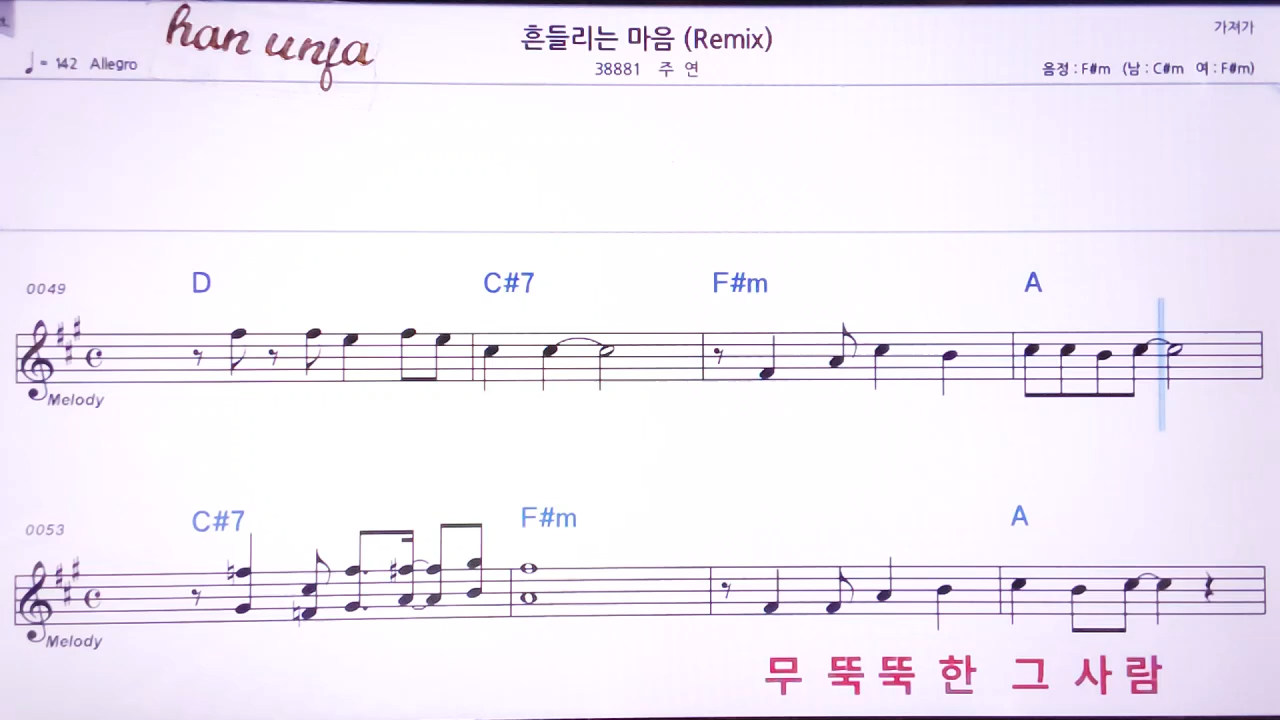 han unja
흔들리는 마음 (Remix)
가져가
♩ = 142 Allegro
38881 주 연
음정 : F#m (남 : C#m 여 : F#m)
0049
D C#7 F#m A
Melody
0053
C#7 F#m A
Melody
무 뚝 뚝 한 그 사 람